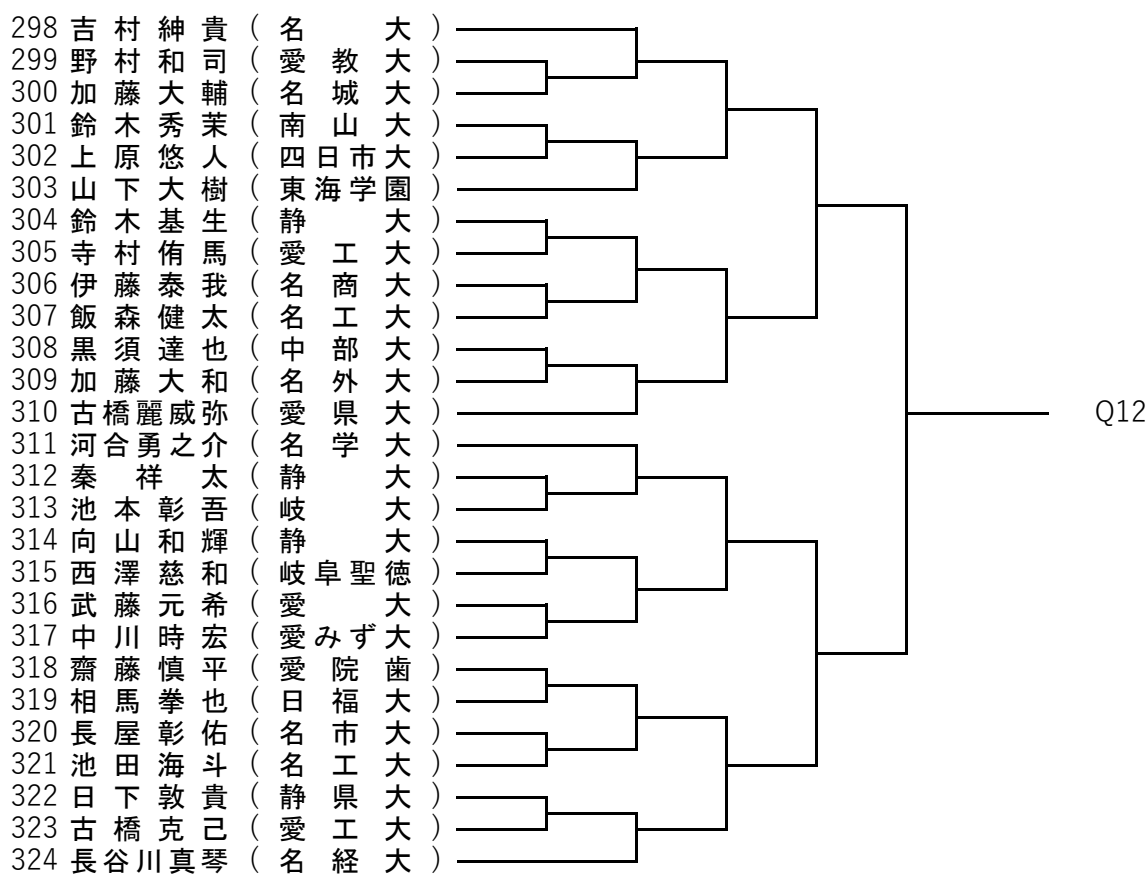 298 吉村紳貴 ( 名大 )
299 野村和司 ( 愛教大 )
300 加藤大輔 ( 名城大 )
301 鈴木秀茉 ( 南山大 )
302 上原悠人 ( 四日市大 )
303 山下大樹 ( 東海学園 )
304 鈴木基生 ( 静大 )
305 寺村侑馬 ( 愛工大 )
306 伊藤泰我 ( 名商大 )
307 飯森健太 ( 名工大 )
308 黒須達也 ( 中部大 )
309 加藤大和 ( 名外大 )
310 古橋麗威弥 ( 愛県大 )
Q12
311 河合勇之介 ( 名学大 )
312 秦祥太 ( 静大 )
313 池本彰吾 ( 岐大 )
314 向山和輝 ( 静大 )
315 西澤慈和 ( 岐阜聖徳 )
316 武藤元希 ( 愛大 )
317 中川時宏 ( 愛みず大 )
318 齋藤慎平 ( 愛院歯 )
319 相馬拳也 ( 日福大 )
320 長屋彰佑 ( 名市大 )
321 池田海斗 ( 名工大 )
322 日下敦貴 ( 静県大 )
323 古橋克己 ( 愛工大 )
324 長谷川真琴 ( 名経大 )